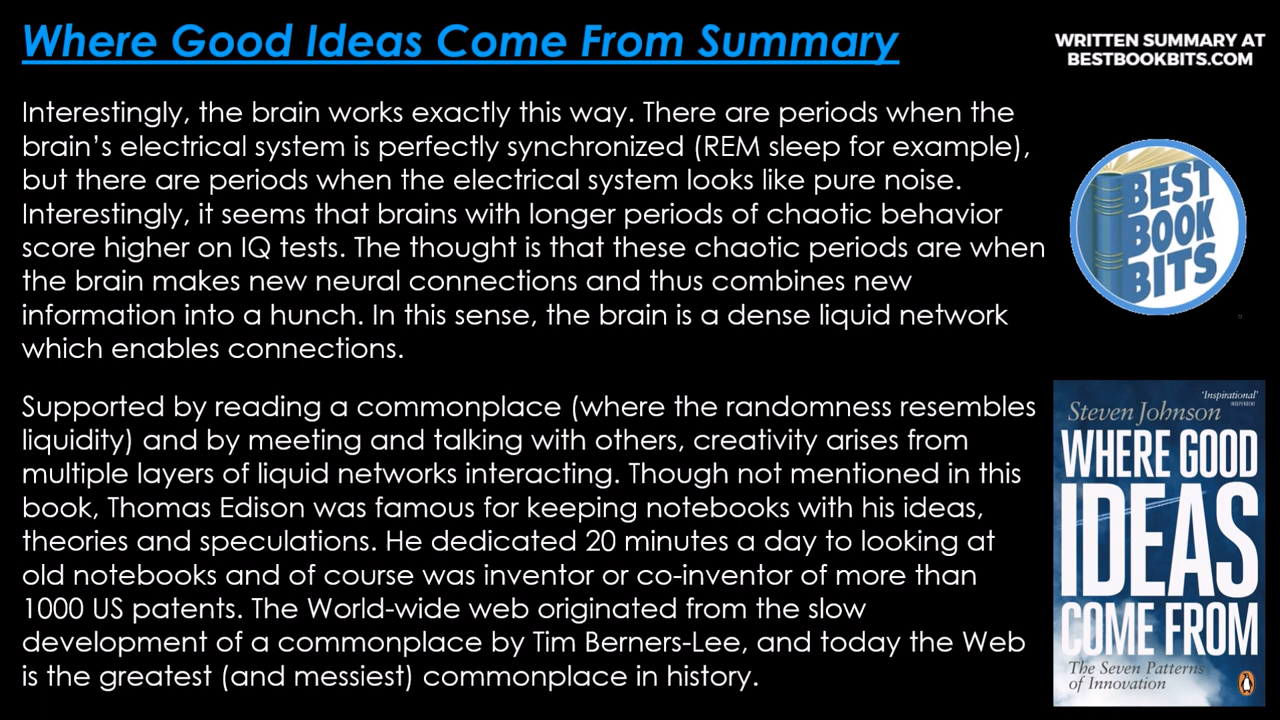 Where Good Ideas Come From Summary
WRITTEN SUMMARY AT
BESTBOOKBITS.COM
Interestingly, the brain works exactly this way. There are periods when the
brain’s electrical system is perfectly synchronized (REM sleep for example),
but there are periods when the electrical system looks like pure noise.
Interestingly, it seems that brains with longer periods of chaotic behavior
score higher on IQ tests. The thought is that these chaotic periods are when
the brain makes new neural connections and thus combines new
information into a hunch. In this sense, the brain is a dense liquid network
which enables connections.
Supported by reading a commonplace (where the randomness resembles
liquidity) and by meeting and talking with others, creativity arises from
multiple layers of liquid networks interacting. Though not mentioned in this
book, Thomas Edison was famous for keeping notebooks with his ideas,
theories and speculations. He dedicated 20 minutes a day to looking at
old notebooks and of course was inventor or co-inventor of more than
1000 US patents. The World-wide web originated from the slow
development of a commonplace by Tim Berners-Lee, and today the Web
is the greatest (and messiest) commonplace in history.
BEST
BOOK
BITS
'Inspirational'
INDEPENDENT
Steven Johnson
WHERE GOOD
IDEAS
COME FROM
The Seven Patterns
of Innovation